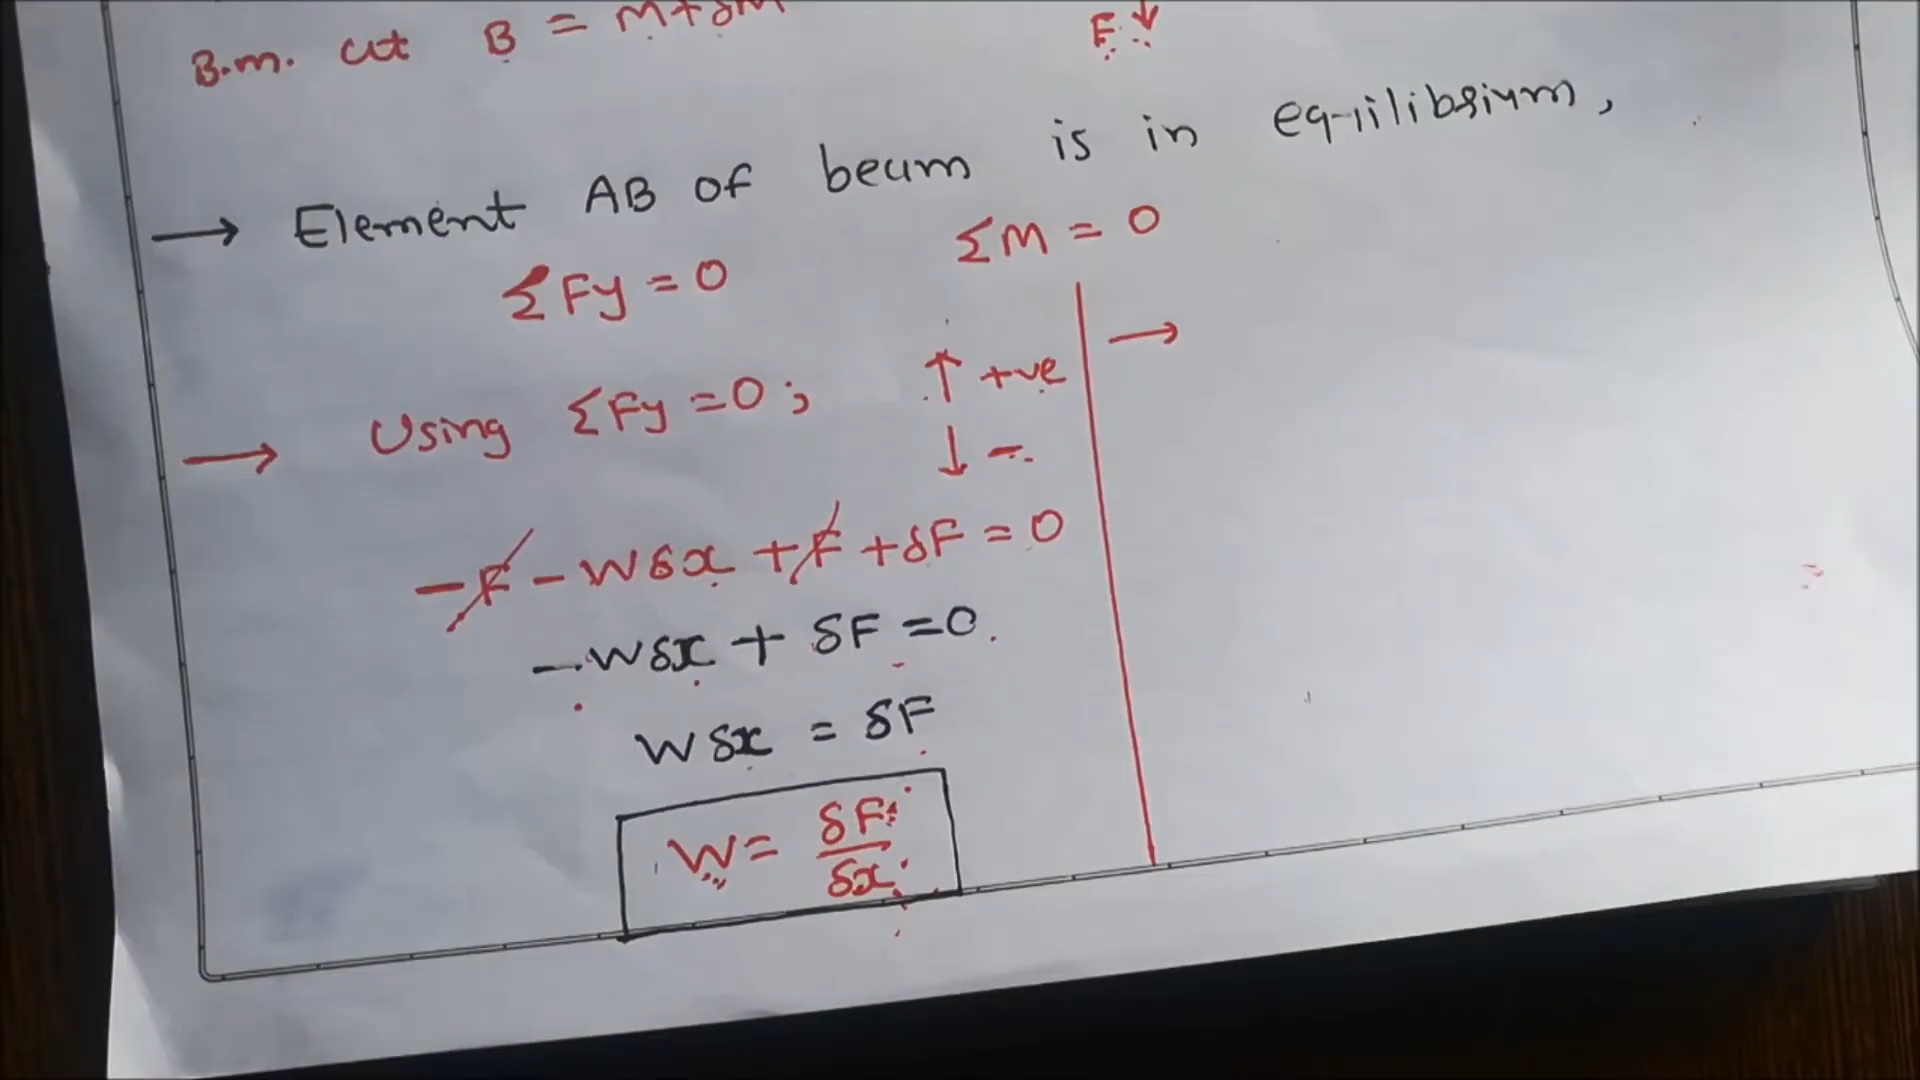 B.m. at B = M+δM
F ↓
→ Element AB of beam is in equilibrium,
ΣFy = 0
ΣM = 0
→ Using ΣFy = 0 ;
↑ +ve
↓ -
→
-F - Wδx + F + δF = 0
-Wδx + δF = 0.
Wδx = δF
W = δF/δx